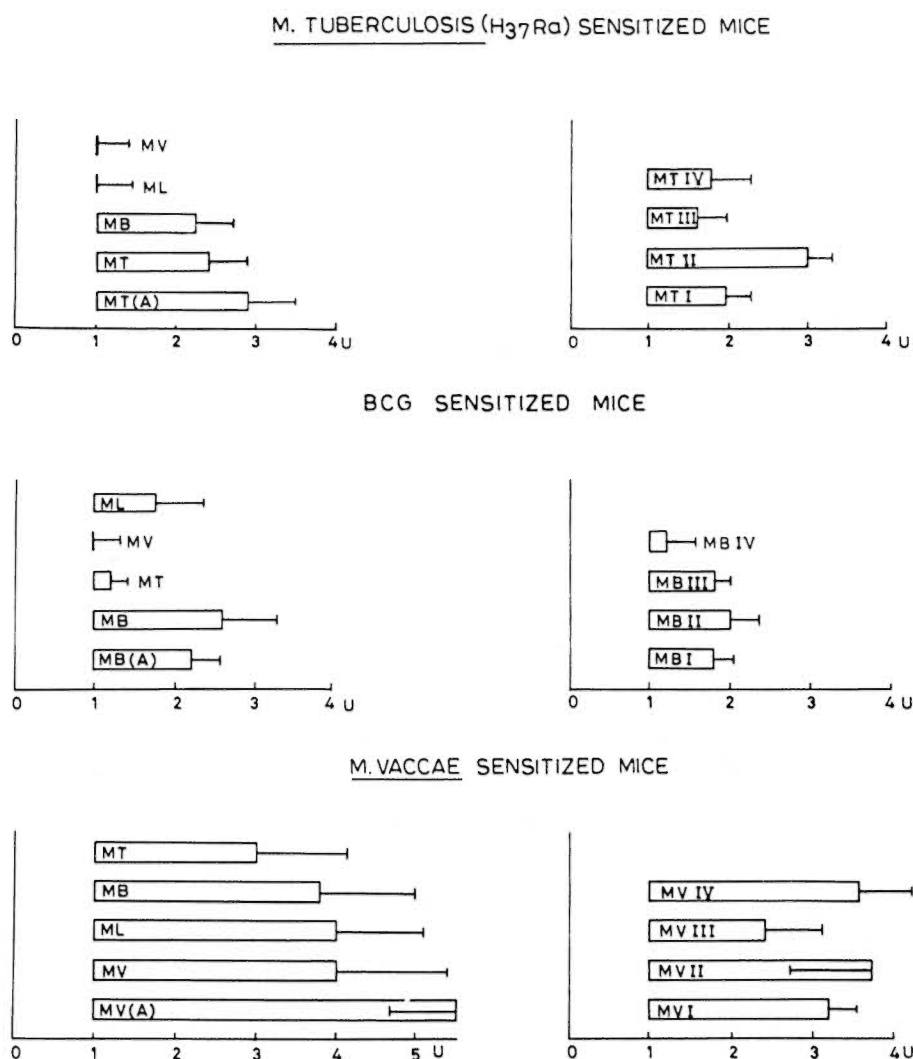 M. TUBERCULOSIS (H37Ra) SENSITIZED MICE
MV
ML
MB
MT
MT(A)
0 1 2 3 4 U
MT IV
MT III
MT II
MT I
0 1 2 3 4 U
BCG SENSITIZED MICE
ML
MV
MT
MB
MB(A)
0 1 2 3 4 U
MB IV
MB III
MB II
MB I
0 1 2 3 4 U
M. VACCAE SENSITIZED MICE
MT
MB
ML
MV
MV(A)
0 1 2 3 4 5 U
MV IV
MV III
MV II
MV I
0 1 2 3 4 U